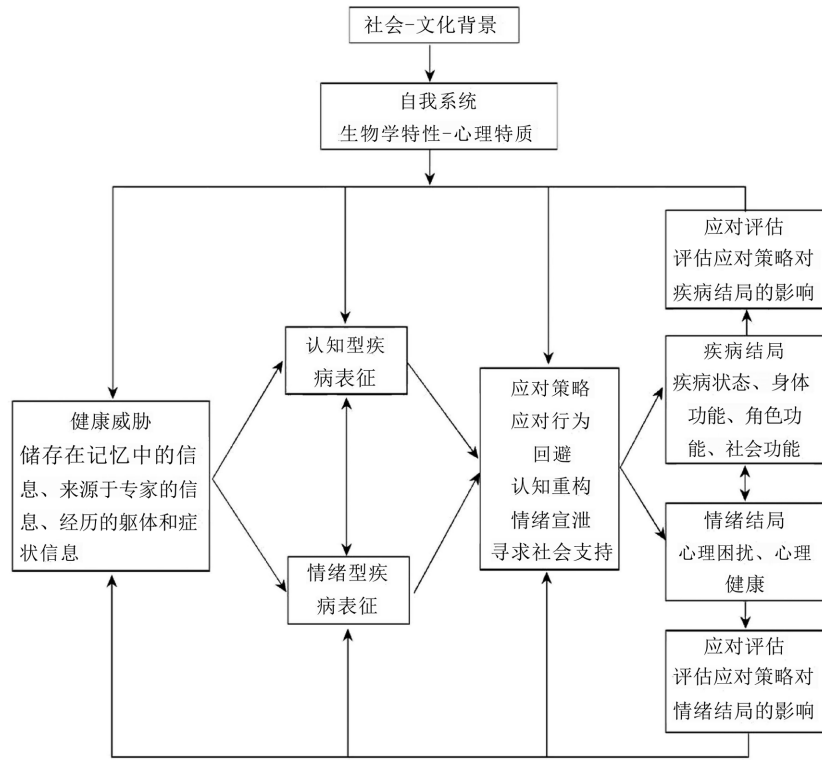 社会-文化背景
自我系统
生物学特性-心理特质
应对评估
评估应对策略对
疾病结局的影响
认知型疾
病表征
疾病结局
疾病状态、身体
功能、角色功
能、社会功能
健康威胁
储存在记忆中的信
息、来源于专家的信
息、经历的躯体和症
状信息
应对策略
应对行为
回避
认知重构
情绪宣泄
寻求社会支持
情绪型疾
病表征
情绪结局
心理困扰、心理
健康
应对评估
评估应对策略对
情绪结局的影响